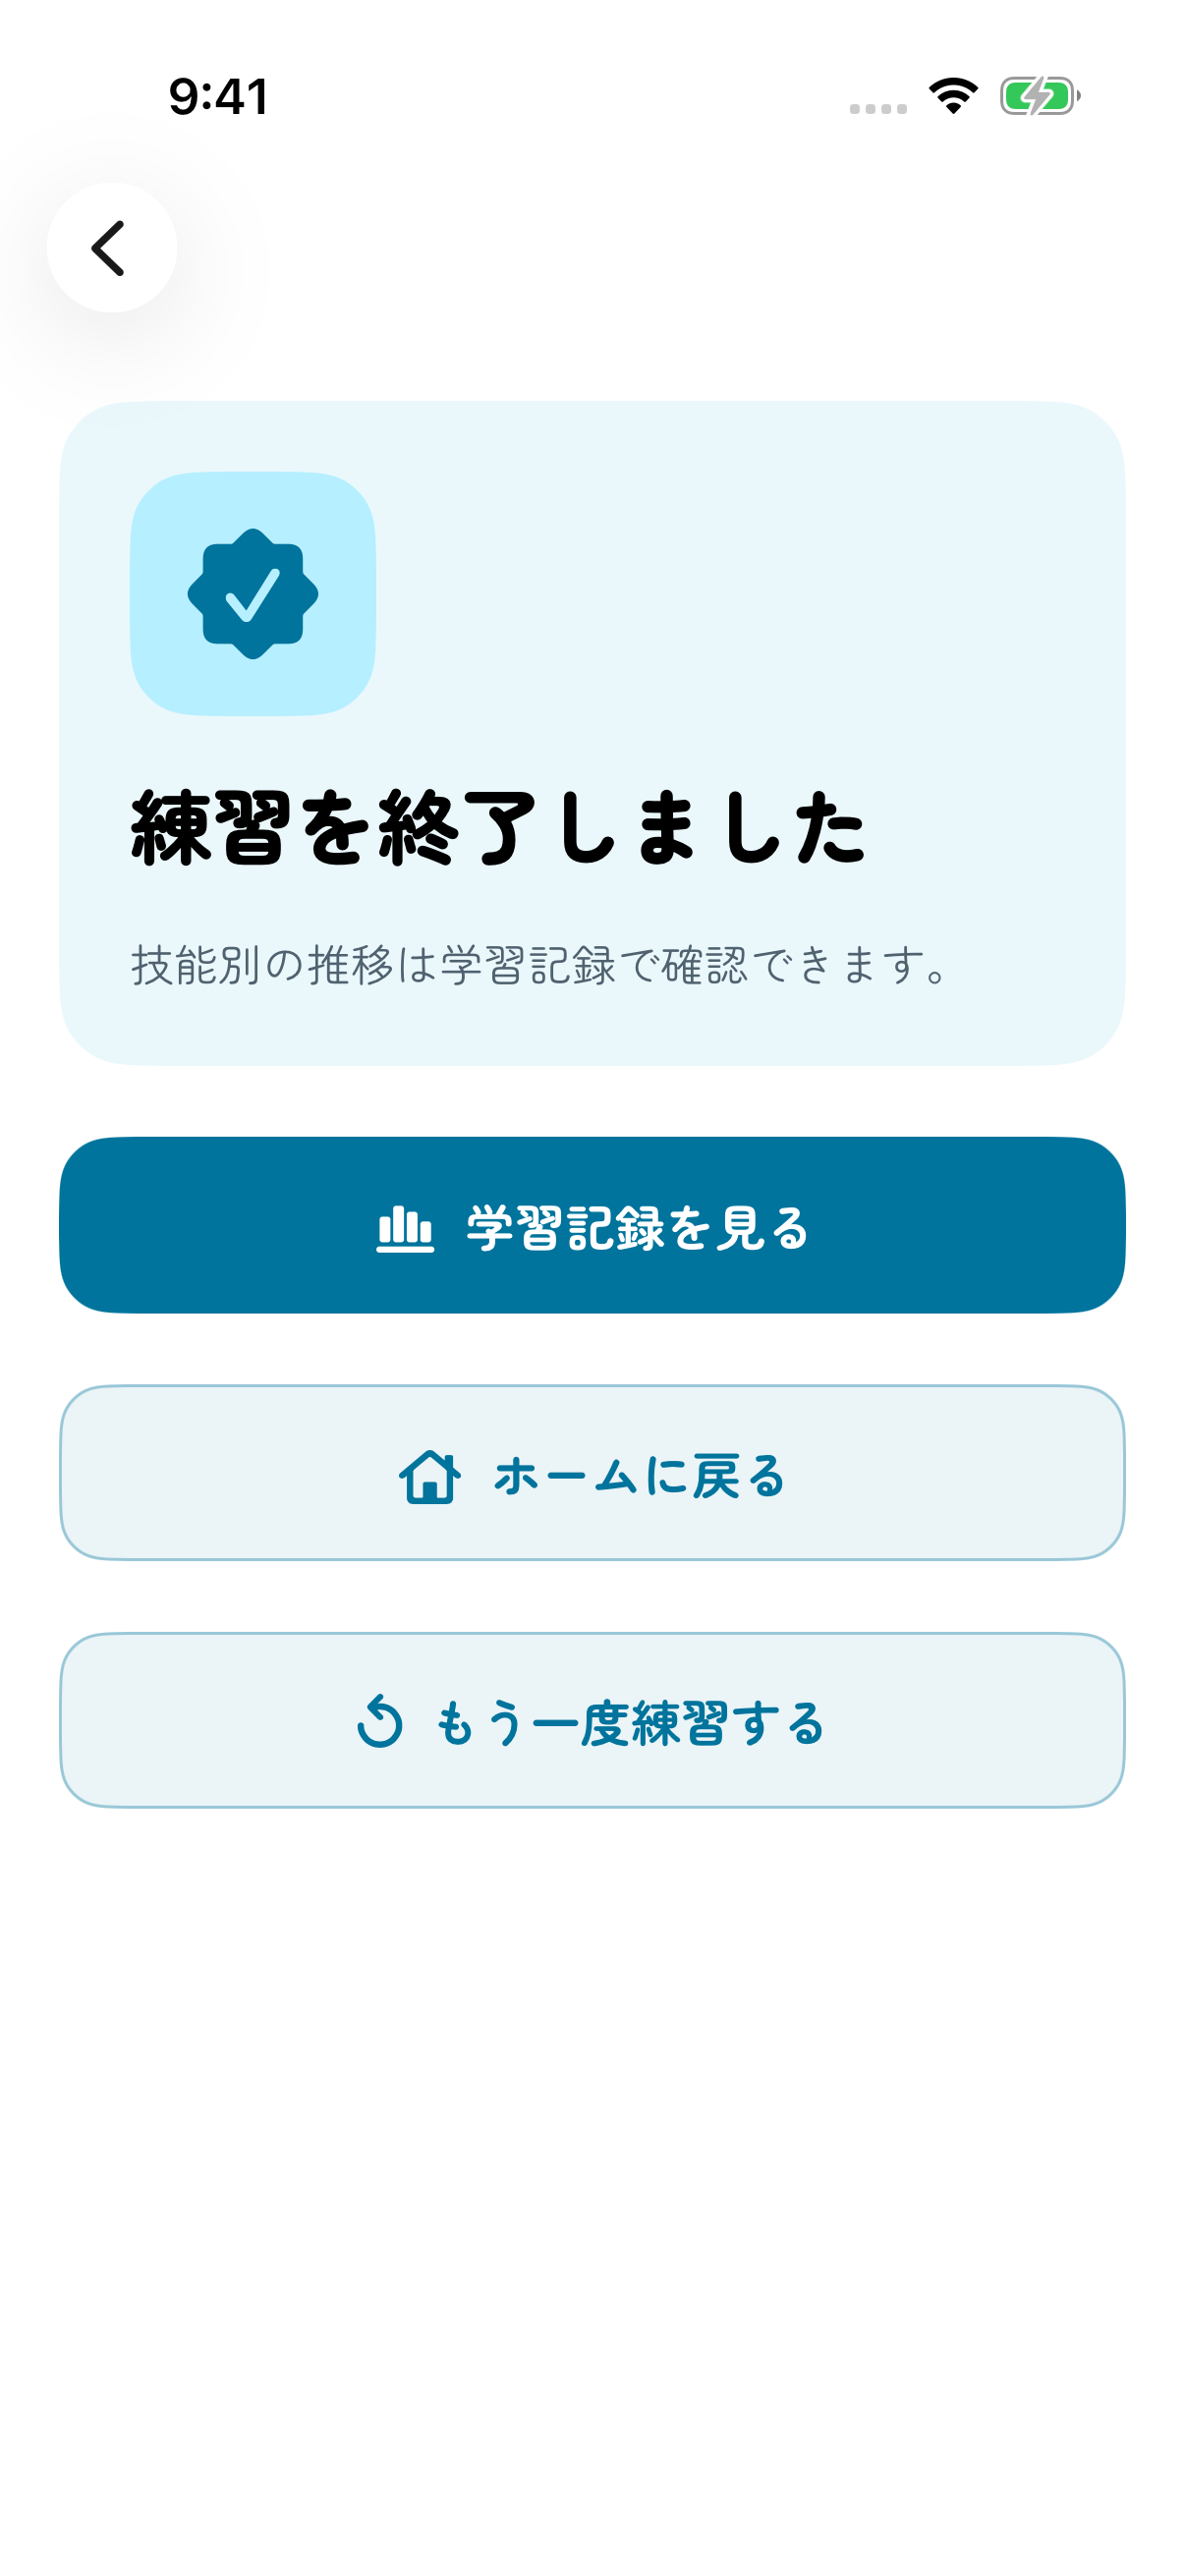 9:41
練習を終了しました
技能別の推移は学習記録で確認できます。
学習記録を見る
ホームに戻る
もう一度練習する